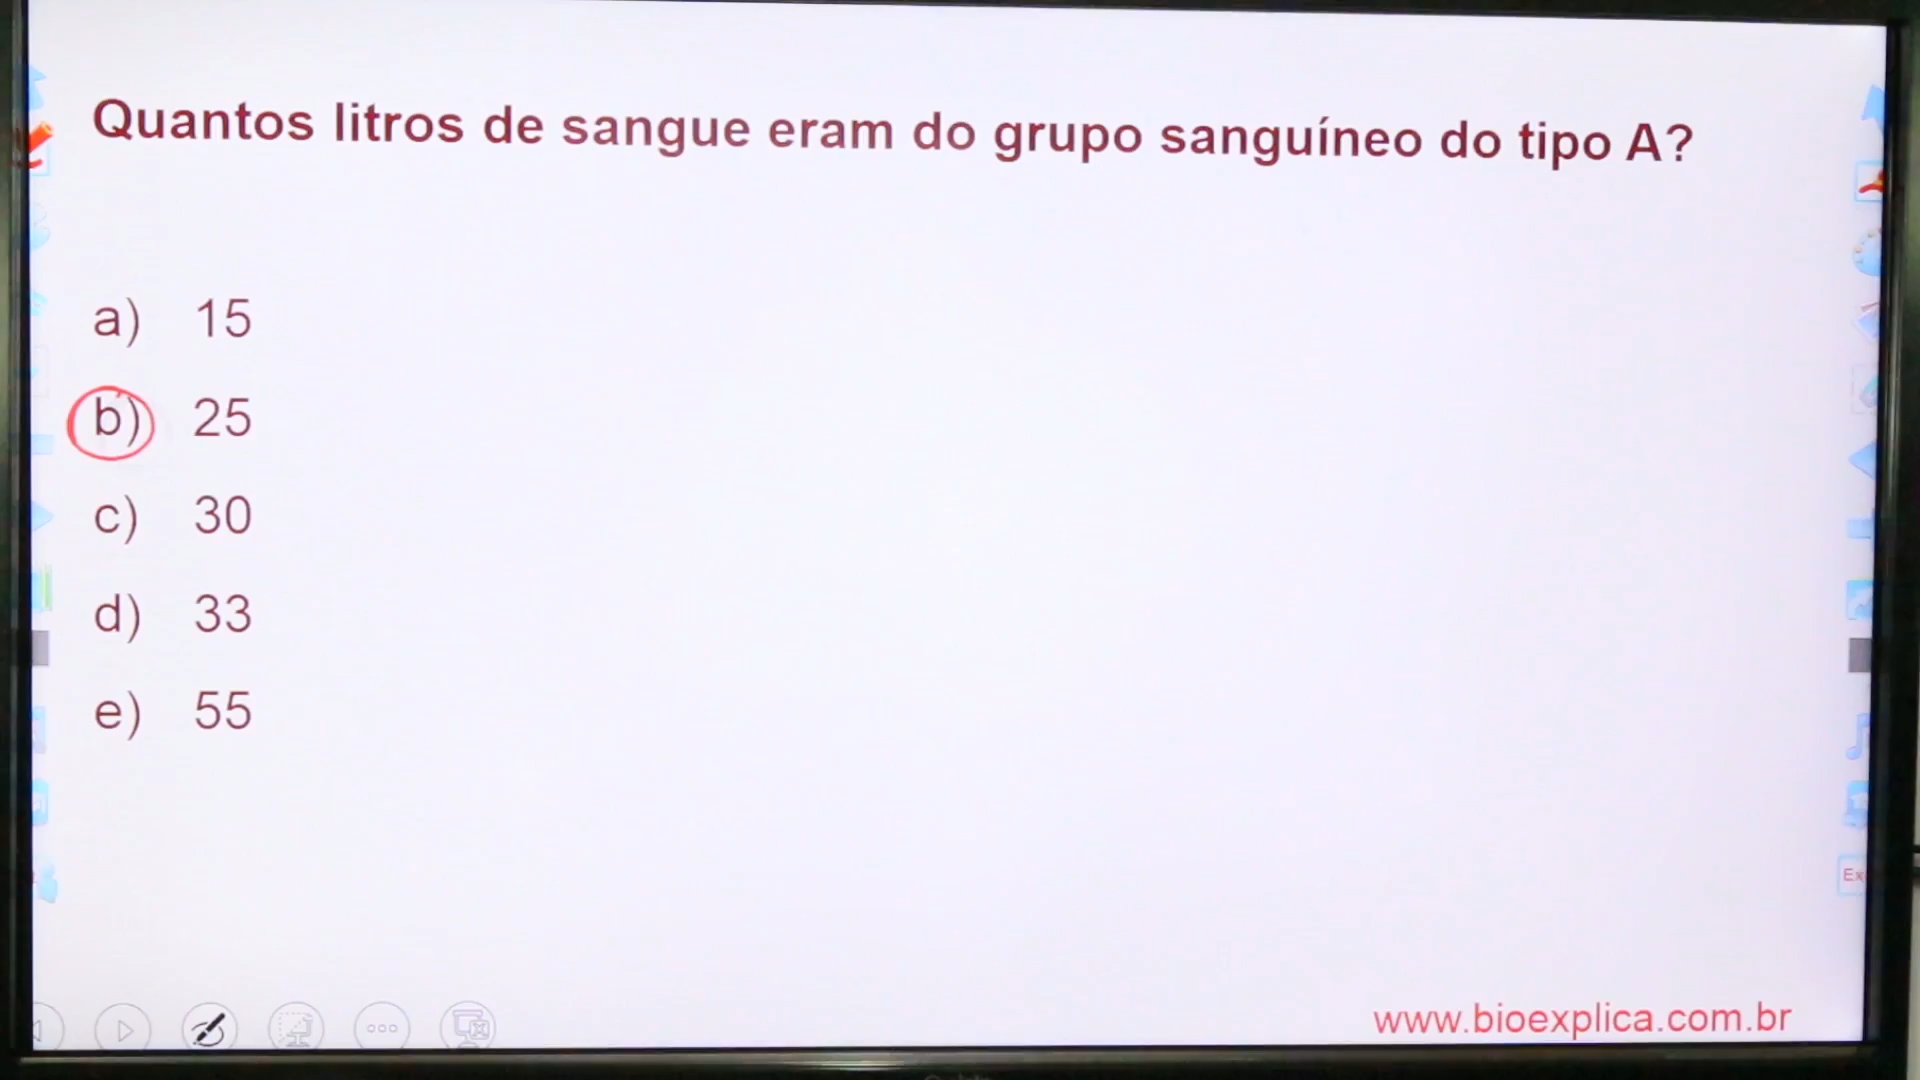 Quantos litros de sangue eram do grupo sanguíneo do tipo A?
a) 15
b) 25
c) 30
d) 33
e) 55
www.bioexplica.com.br